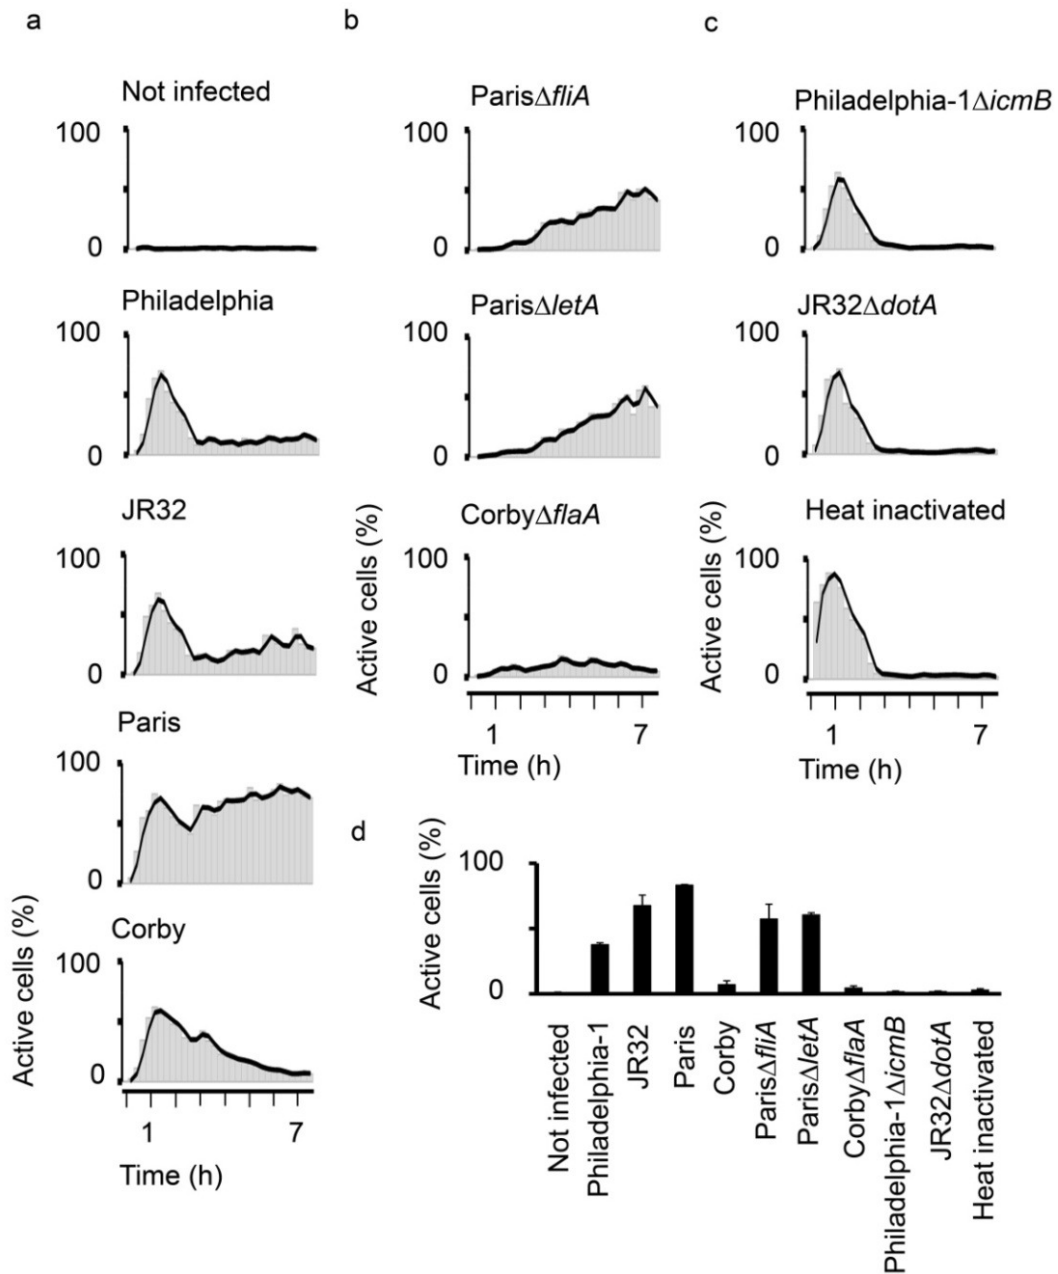 a
Not infected
100
0
Philadelphia
100
0
JR32
100
0
Paris
100
0
Corby
100
0
Active cells (%)
1 7
Time (h)
b
ParisΔfliA
100
0
ParisΔletA
100
0
CorbyΔflaA
100
0
Active cells (%)
1 7
Time (h)
c
Philadelphia-1ΔicmB
100
0
JR32ΔdotA
100
0
Heat inactivated
100
0
Active cells (%)
1 7
Time (h)
d
Active cells (%)
100
0
Not infected
Philadelphia-1
JR32
Paris
Corby
ParisΔfliA
ParisΔletA
CorbyΔflaA
Philadelphia-1ΔicmB
JR32ΔdotA
Heat inactivated